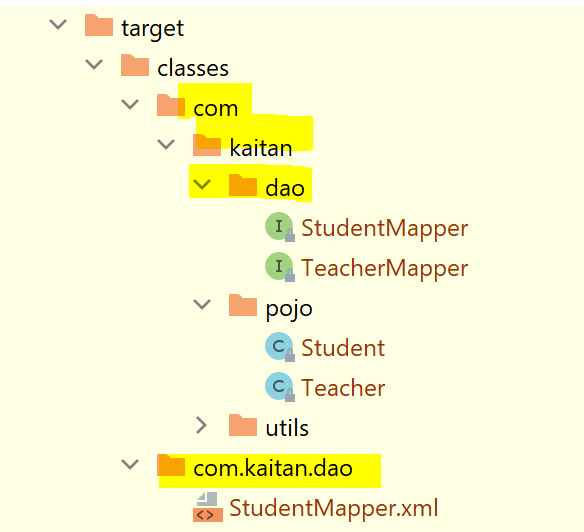 target
classes
com
kaitan
dao
StudentMapper
TeacherMapper
pojo
Student
Teacher
utils
com.kaitan.dao
StudentMapper.xml